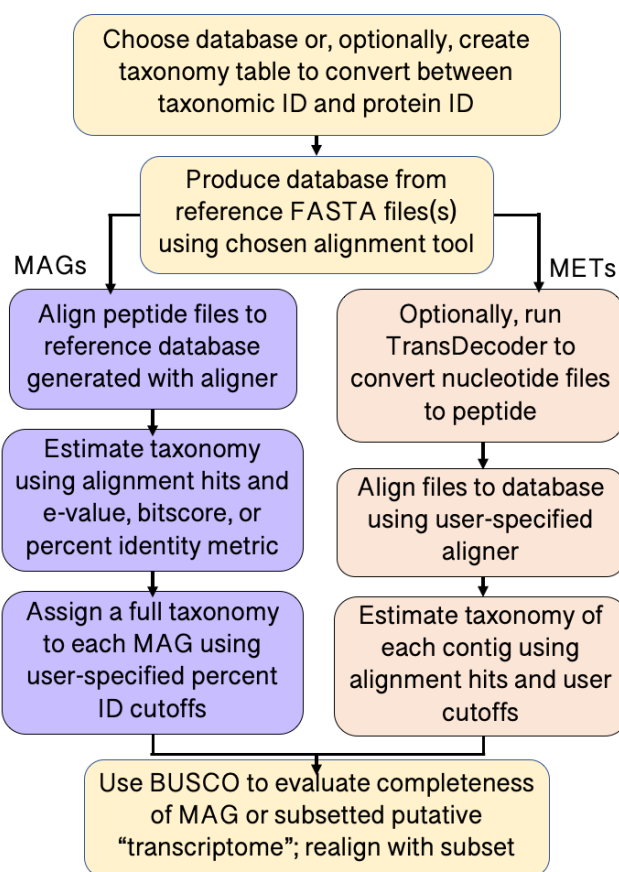 Choose database or, optionally, create
taxonomy table to convert between
taxonomic ID and protein ID
Produce database from
reference FASTA files(s)
using chosen alignment tool
MAGs
METs
Align peptide files to
reference database
generated with aligner
Estimate taxonomy
using alignment hits and
e-value, bitscore, or
percent identity metric
Assign a full taxonomy
to each MAG using
user-specified percent
ID cutoffs
Optionally, run
TransDecoder to
convert nucleotide files
to peptide
Align files to database
using user-specified
aligner
Estimate taxonomy of
each contig using
alignment hits and user
cutoffs
Use BUSCO to evaluate completeness
of MAG or subsetted putative
“transcriptome”; realign with subset